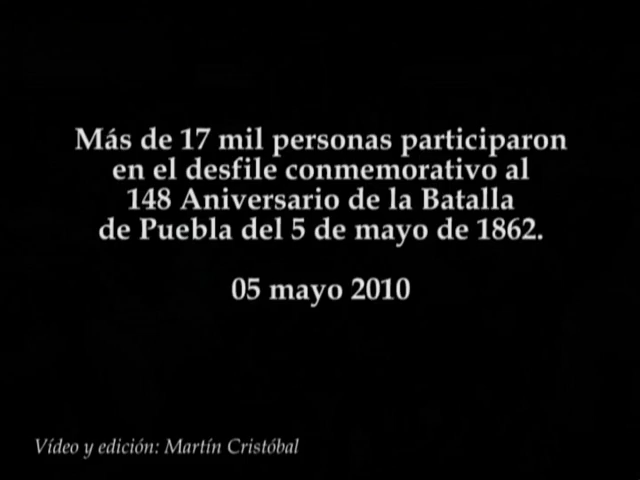 Más de 17 mil personas participaron
en el desfile conmemorativo al
148 Aniversario de la Batalla
de Puebla del 5 de mayo de 1862.
05 mayo 2010
Vídeo y edición: Martín Cristóbal